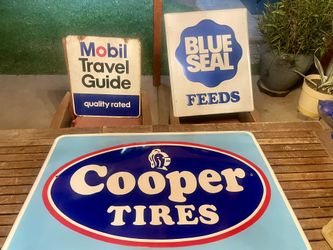 Mobil
Travel
Guide
quality rated
BLUE
SEAL
FEEDS
Cooper
TIRES